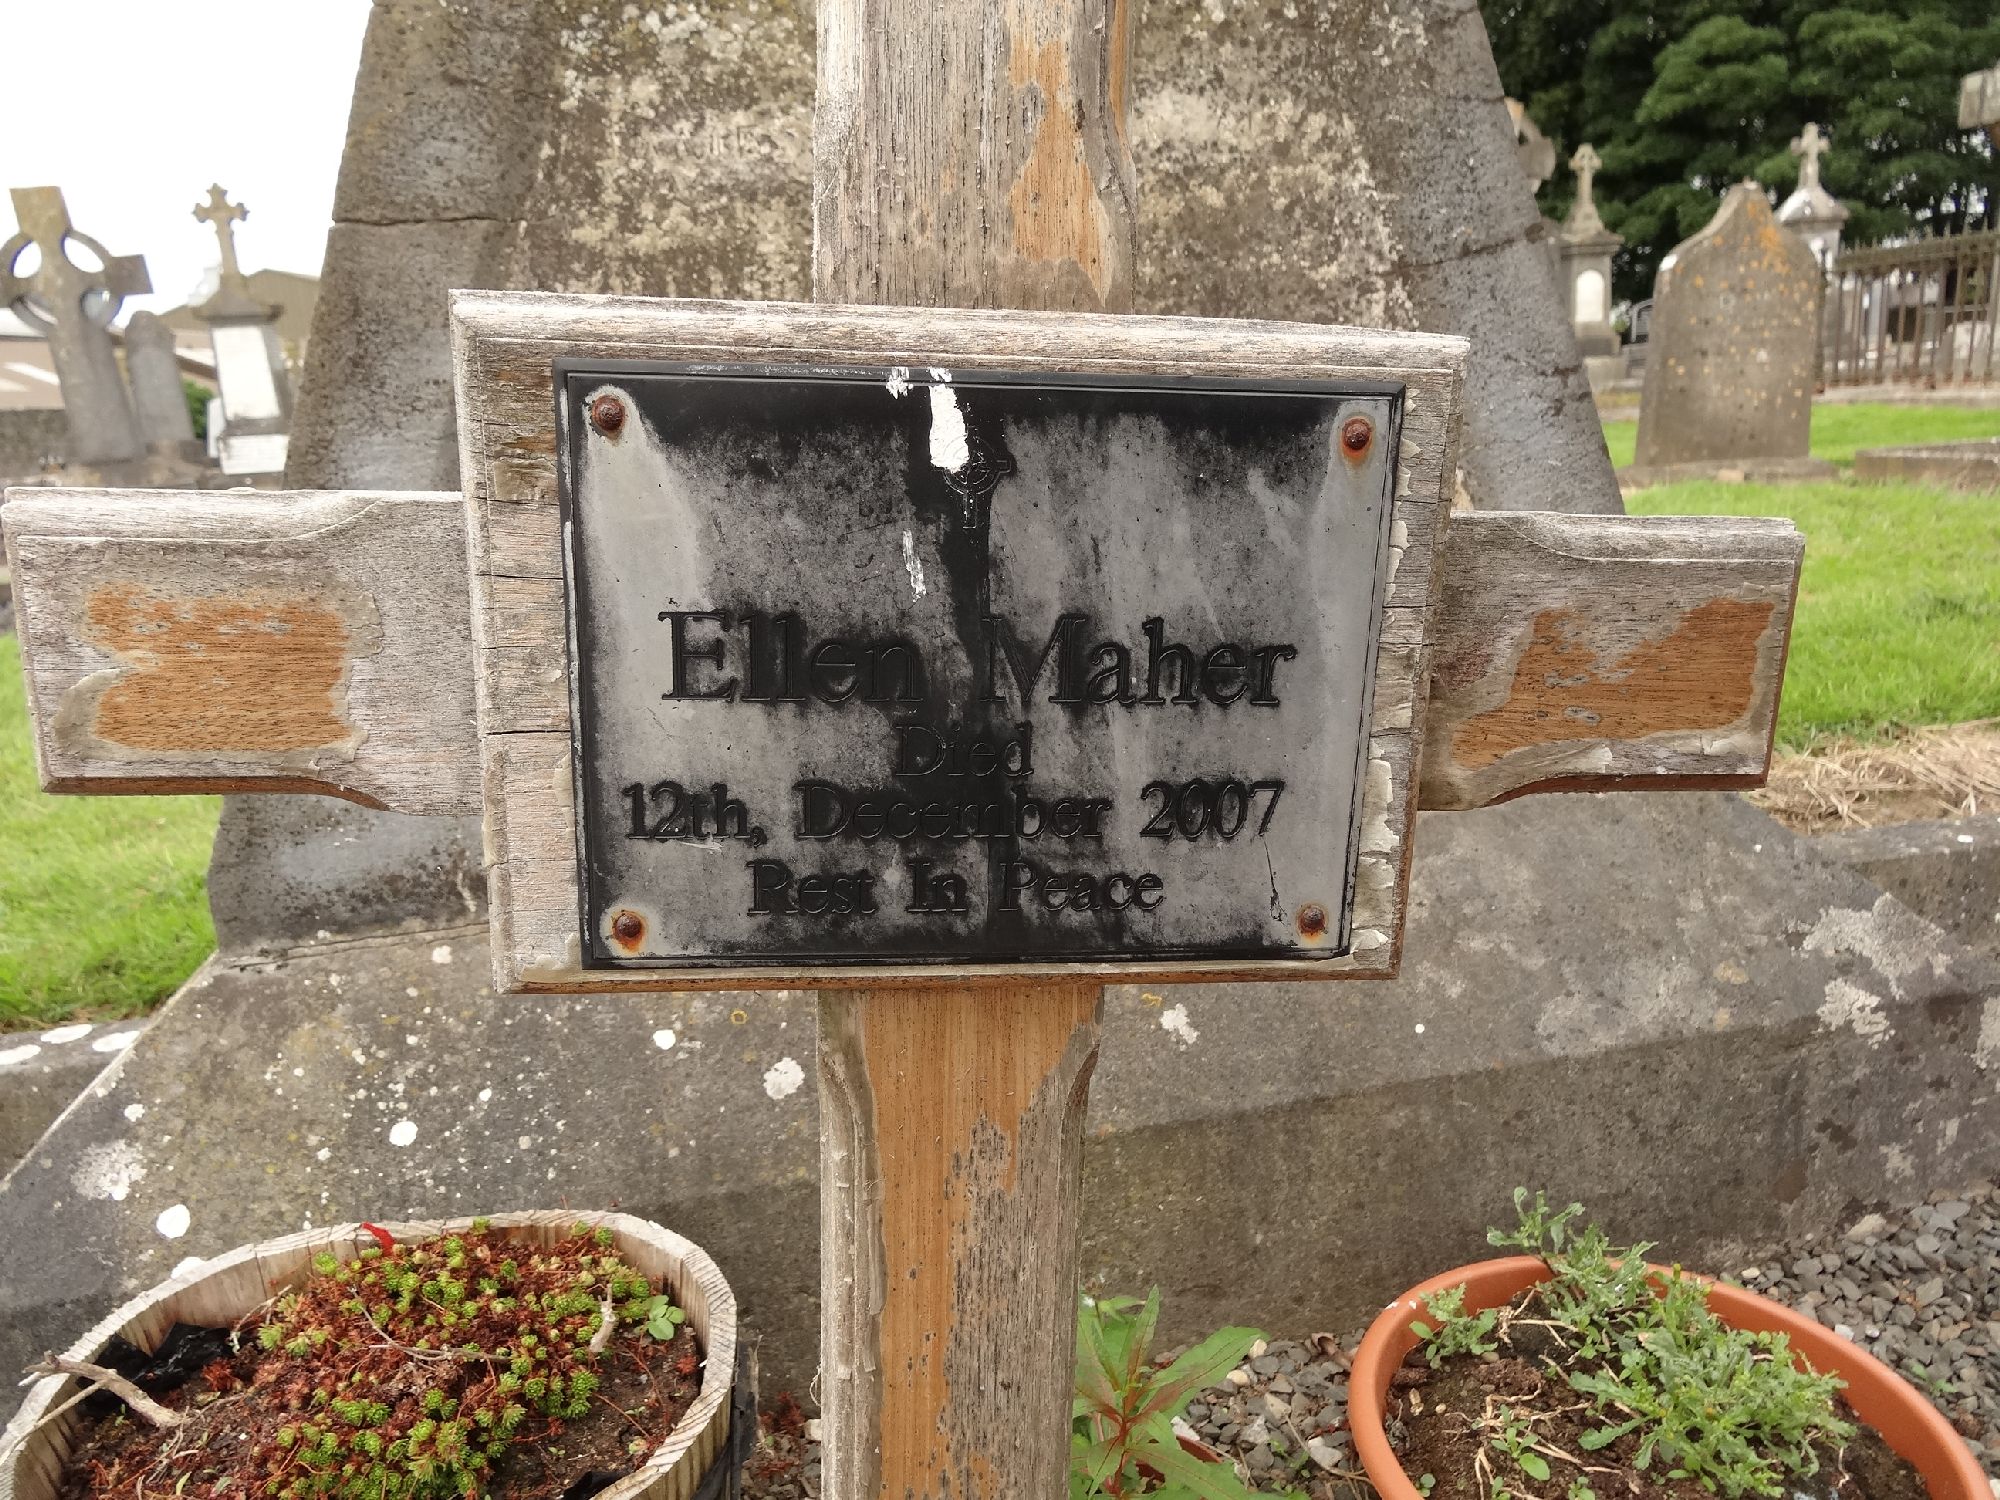 Ellen Maher
Died
12th, December 2007
Rest In Peace